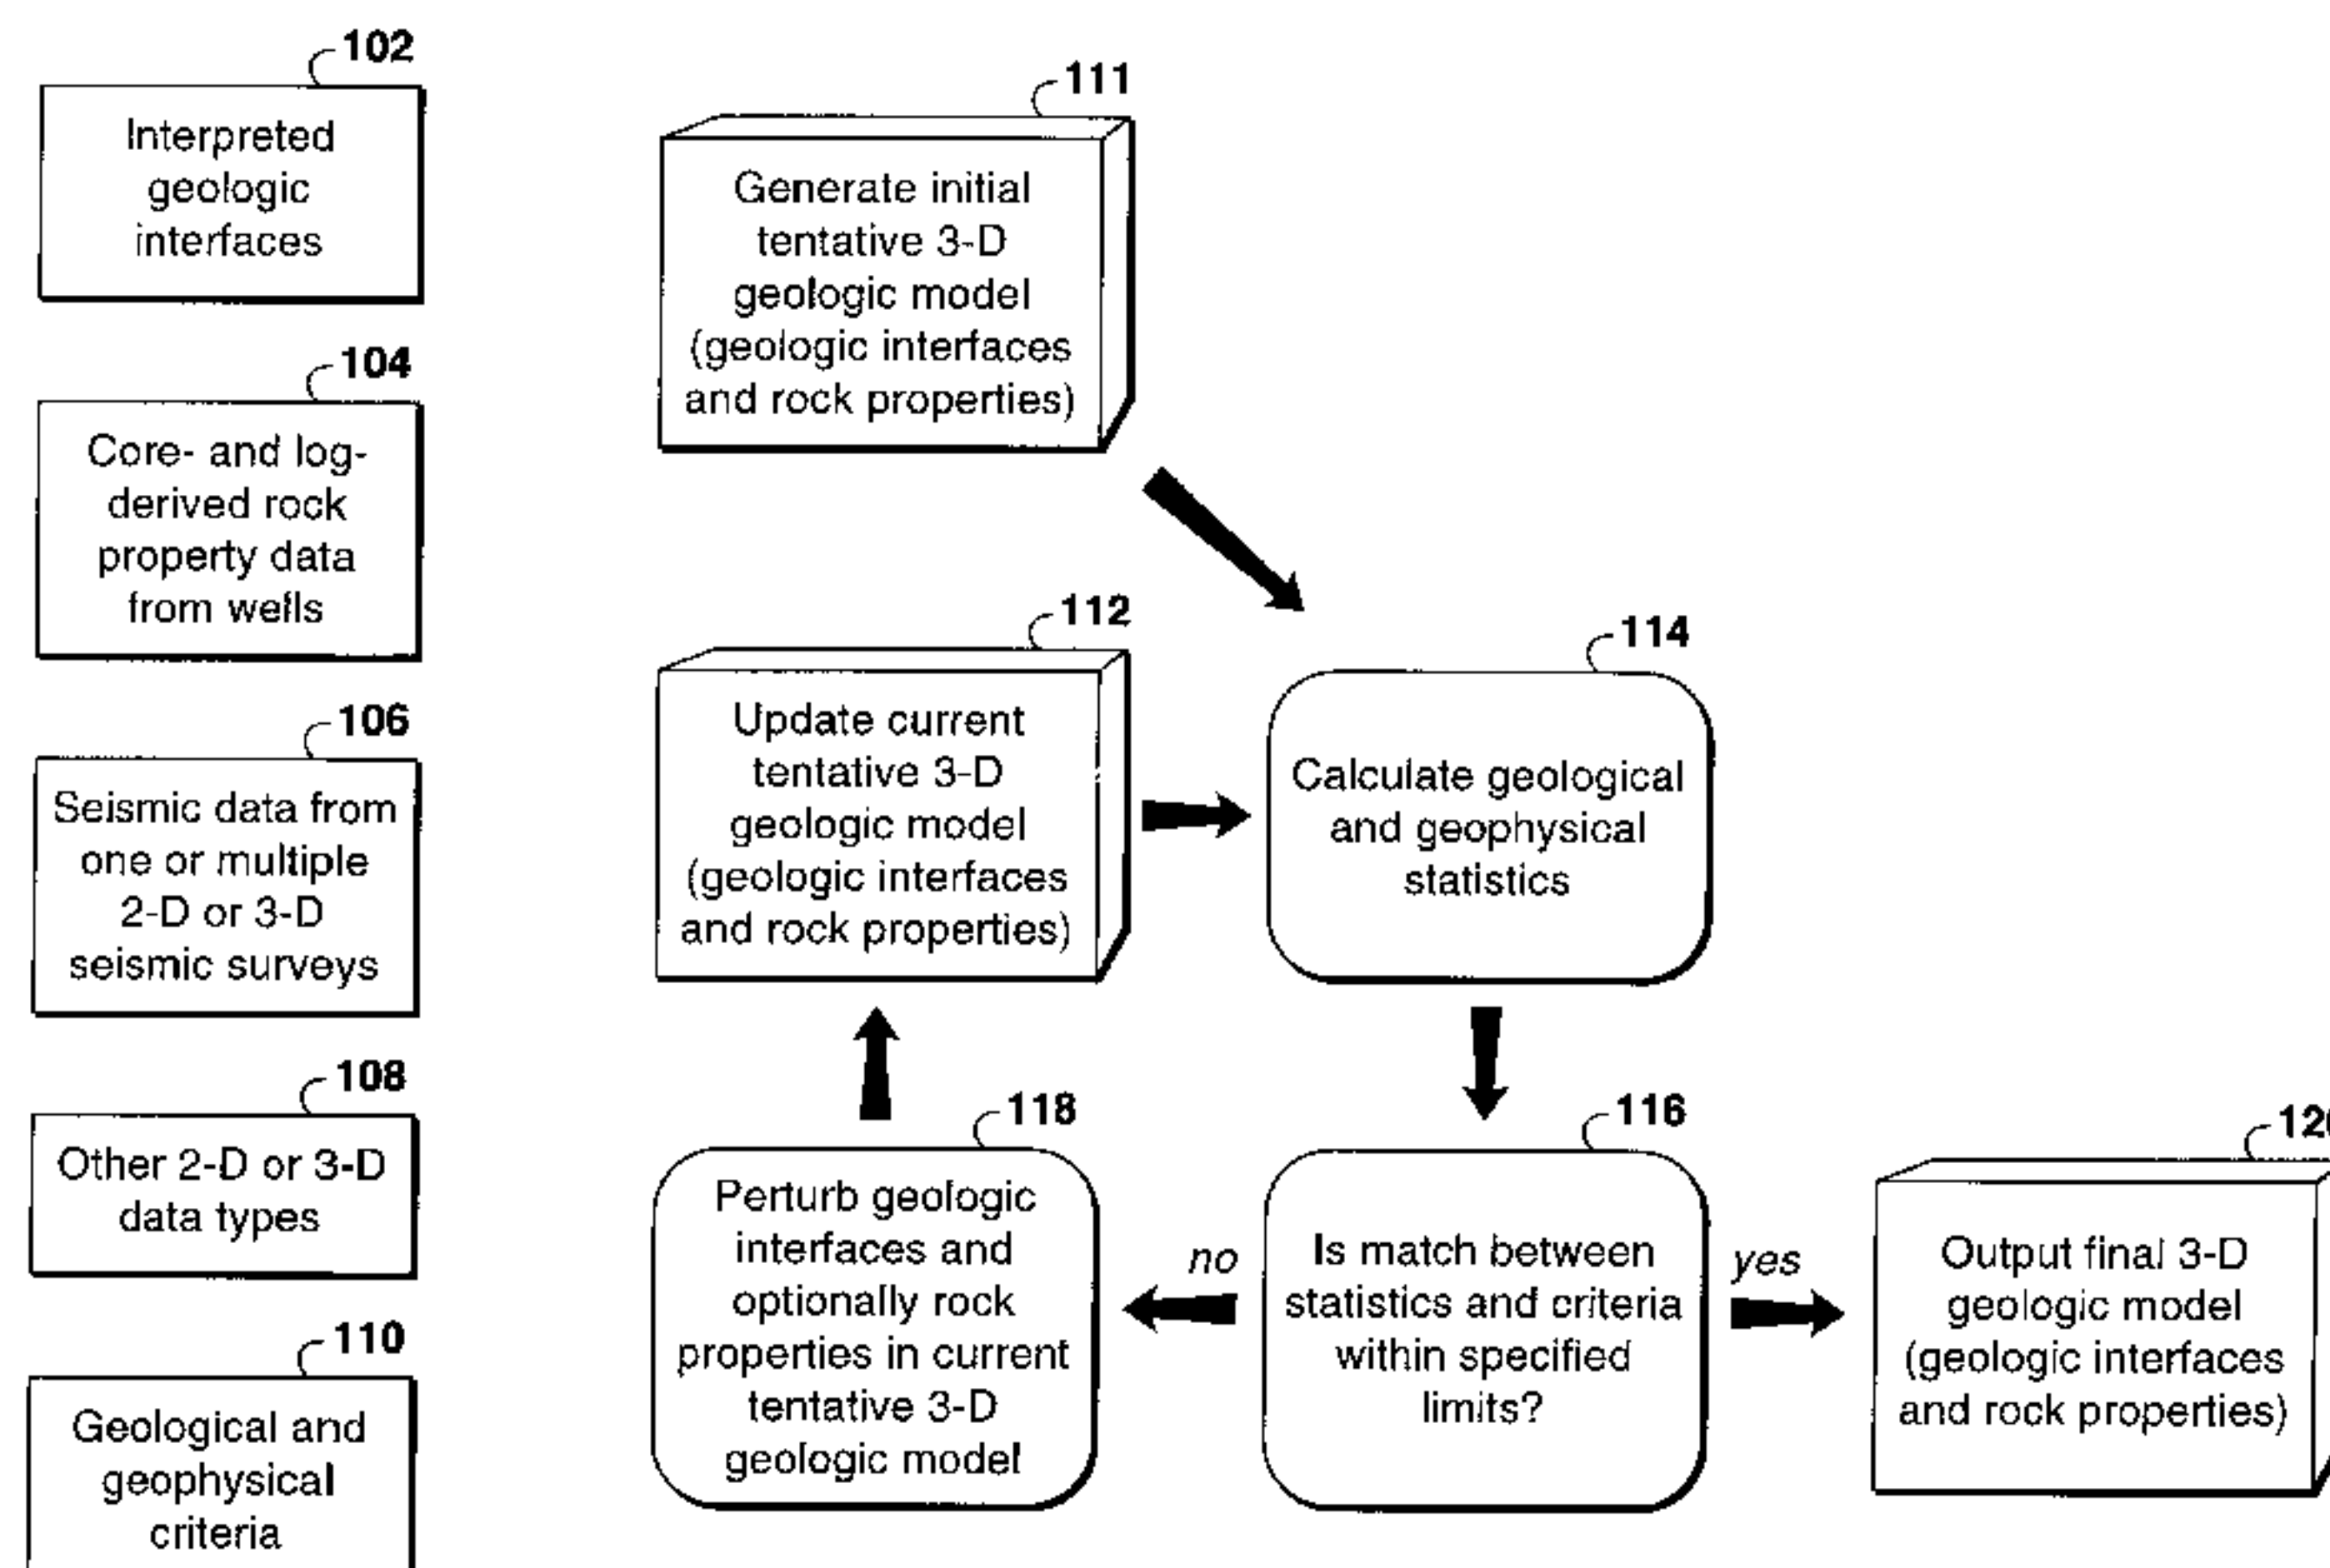 102
Interpreted
geologic
interfaces
104
Core- and log-
derived rock
property data
from wells
106
Seismic data from
one or multiple
2-D or 3-D
seismic surveys
108
Other 2-D or 3-D
data types
110
Geological and
geophysical
criteria
111
Generate initial
tentative 3-D
geologic model
(geologic interfaces
and rock properties)
112
Update current
tentative 3-D
geologic model
(geologic interfaces
and rock properties)
114
Calculate geological
and geophysical
statistics
118
Perturb geologic
interfaces and
optionally rock
properties in current
tentative 3-D
geologic model
no
116
Is match between
statistics and criteria
within specified
limits?
yes
120
Output final 3-D
geologic model
(geologic interfaces
and rock properties)